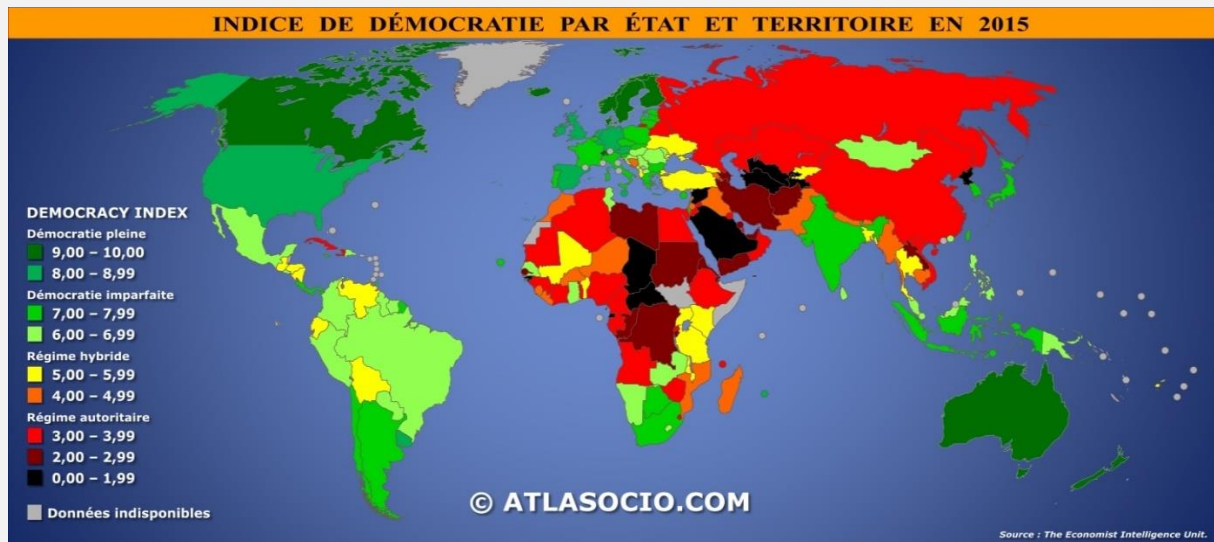 INDICE DE DÉMOCRATIE PAR ÉTAT ET TERRITOIRE EN 2015
DEMOCRACY INDEX
Démocratie pleine
9,00 – 10,00
8,00 – 8,99
Démocratie imparfaite
7,00 – 7,99
6,00 – 6,99
Régime hybride
5,00 – 5,99
4,00 – 4,99
Régime autoritaire
3,00 – 3,99
2,00 – 2,99
0,00 – 1,99
Données indisponibles
© ATLASOCIO.COM
Source : The Economist Intelligence Unit.